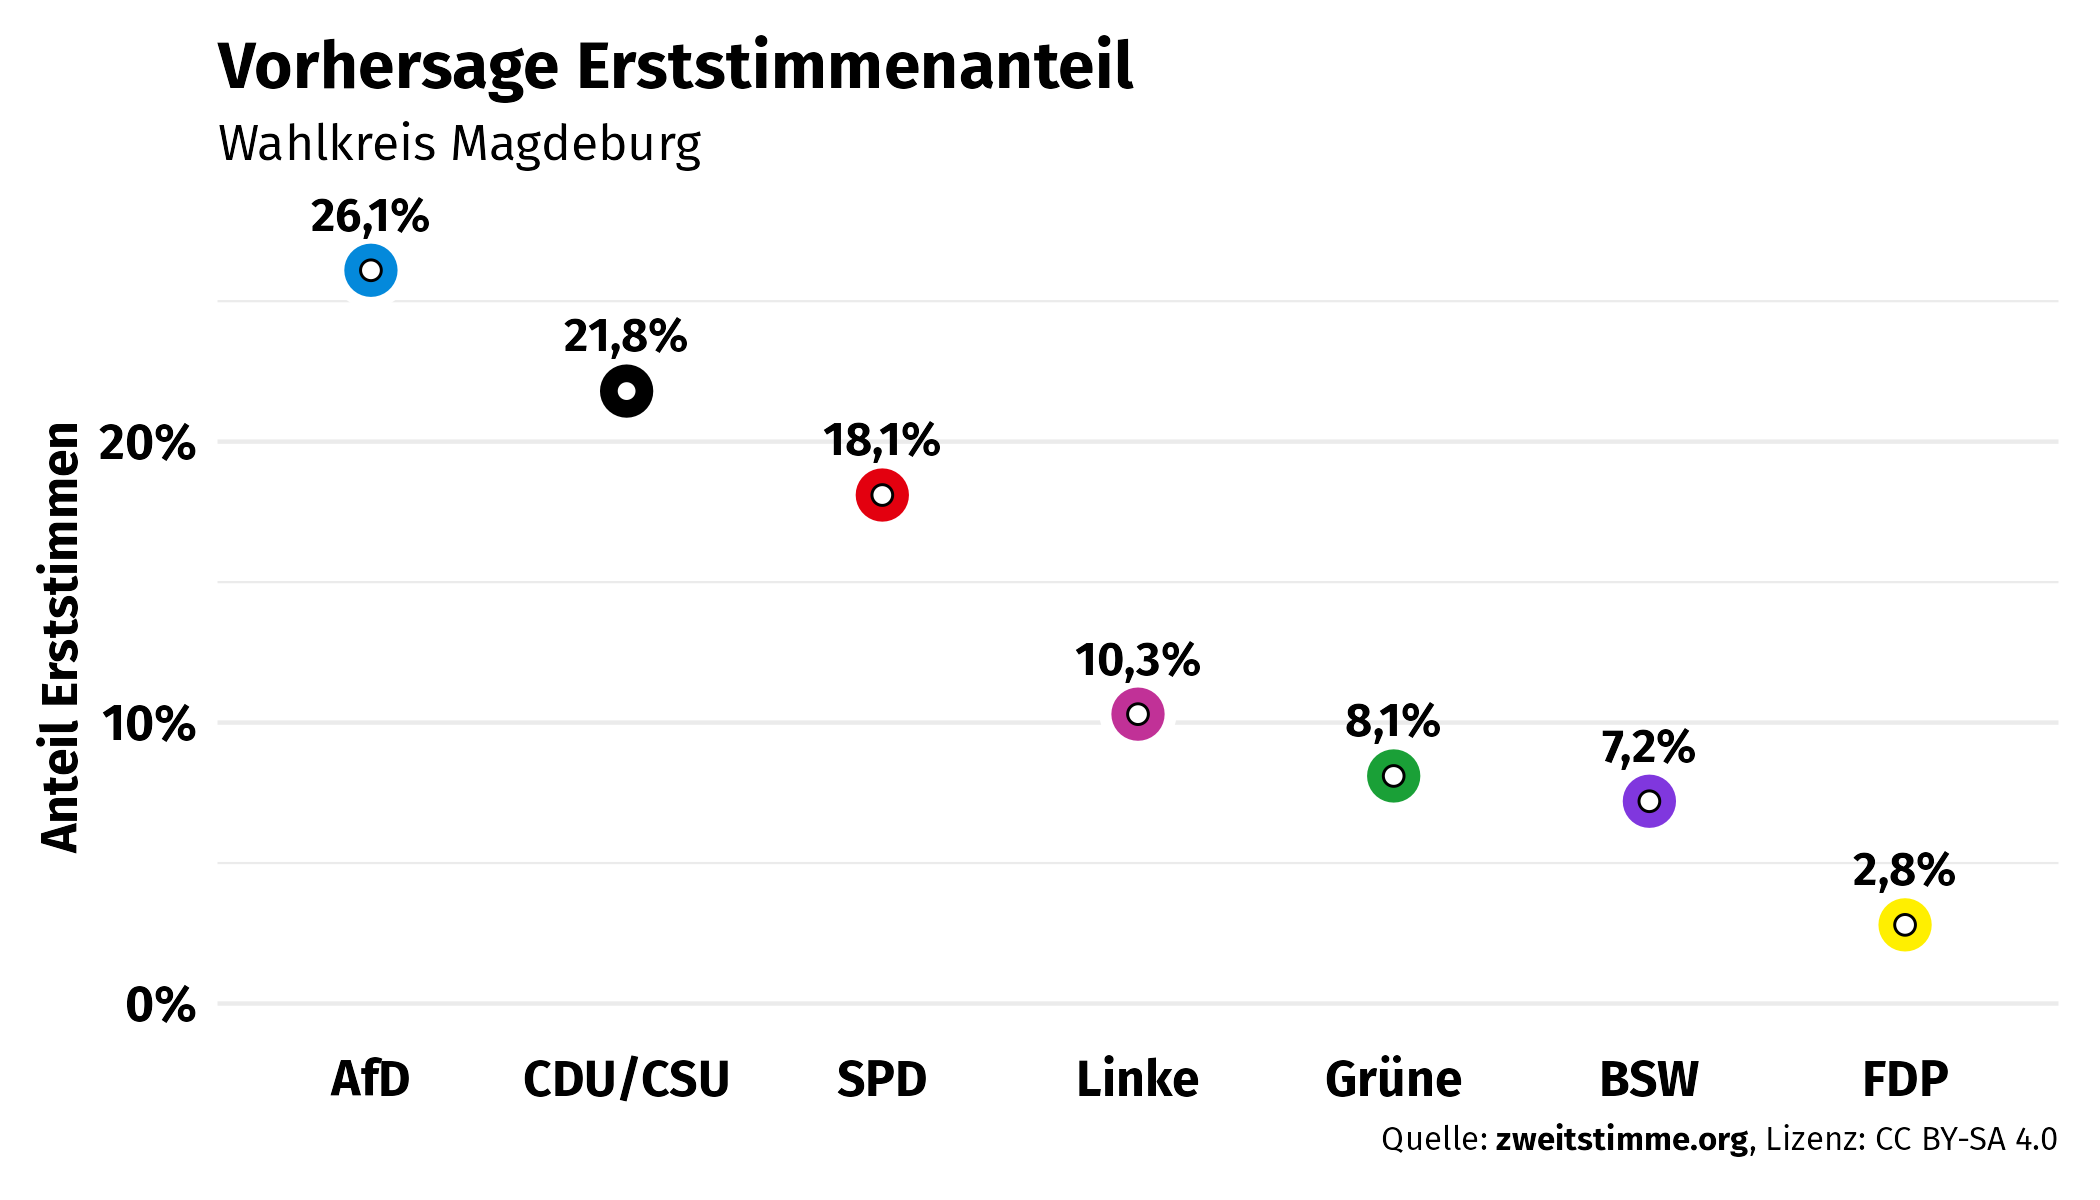 Vorhersage Erststimmenanteil
Wahlkreis Magdeburg
Anteil Erststimmen
20%
10%
0%
26,1%
21,8%
18,1%
10,3%
8,1%
7,2%
2,8%
AfD
CDU/CSU
SPD
Linke
Grüne
BSW
FDP
Quelle: zweitstimme.org, Lizenz: CC BY-SA 4.0